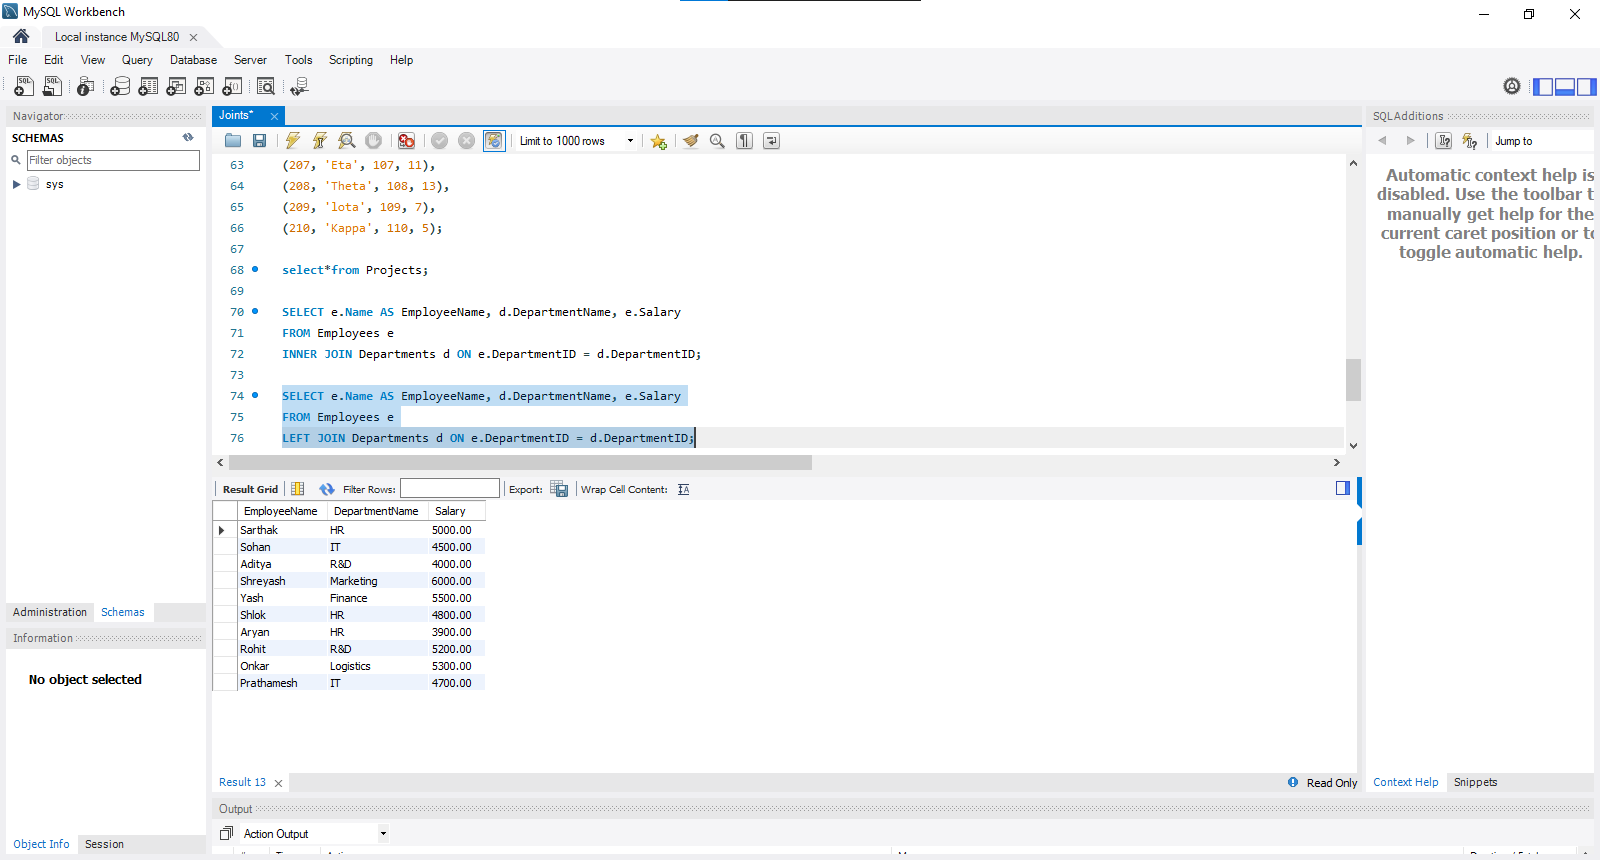 MySQL Workbench
Local instance MySQL80
File Edit View Query Database Server Tools Scripting Help
Navigator
SCHEMAS
Filter objects
sys
Administration Schemas
Information
No object selected
Object Info Session
Joints*
Limit to 1000 rows
63 (207, 'Eta', 107, 11),
64 (208, 'Theta', 108, 13),
65 (209, 'lota', 109, 7),
66 (210, 'Kappa', 110, 5);
67
68 select*from Projects;
69
70 SELECT e.Name AS EmployeeName, d.DepartmentName, e.Salary
71 FROM Employees e
72 INNER JOIN Departments d ON e.DepartmentID = d.DepartmentID;
73
74 SELECT e.Name AS EmployeeName, d.DepartmentName, e.Salary
75 FROM Employees e
76 LEFT JOIN Departments d ON e.DepartmentID = d.DepartmentID;
Result Grid Filter Rows: Export: Wrap Cell Content:
EmployeeName DepartmentName Salary
Sarthak HR 5000.00
Sohan IT 4500.00
Aditya R&D 4000.00
Shreyash Marketing 6000.00
Yash Finance 5500.00
Shlok HR 4800.00
Aryan HR 3900.00
Rohit R&D 5200.00
Onkar Logistics 5300.00
Prathamesh IT 4700.00
Result 13
Read Only
Output
Action Output
SQLAdditions
Jump to
Automatic context help is
disabled. Use the toolbar t
manually get help for the
current caret position or to
toggle automatic help.
Context Help Snippets